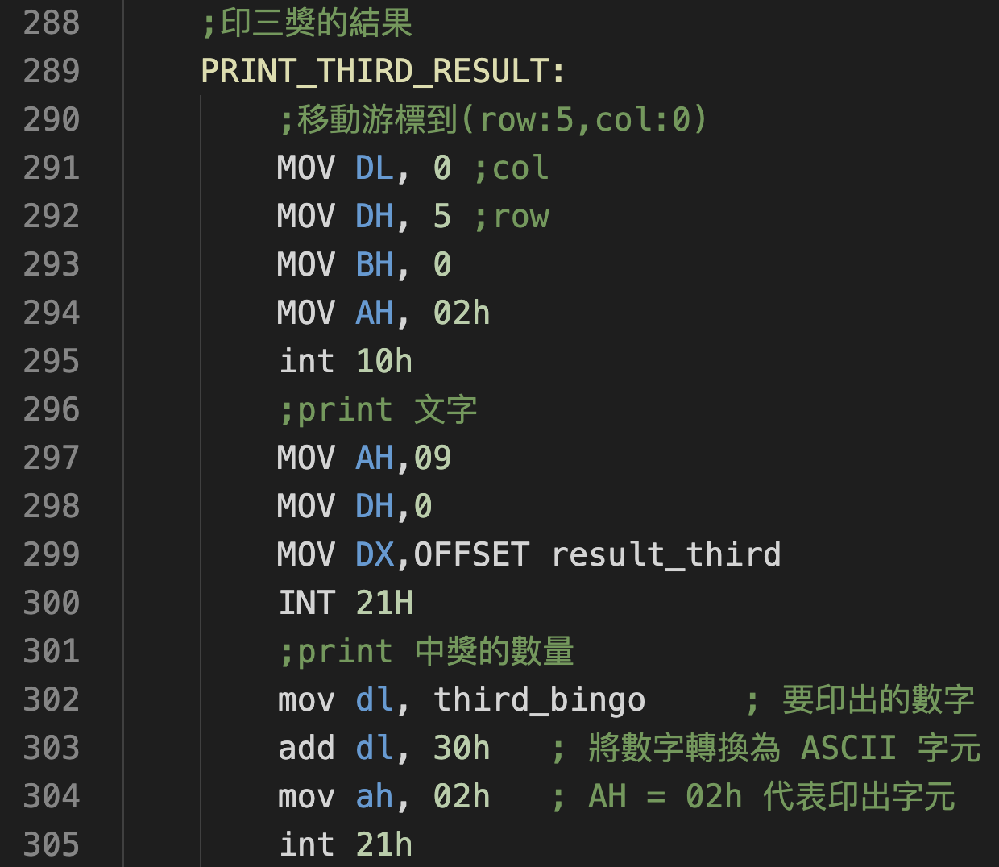 288 ;印三獎的結果
289 PRINT_THIRD_RESULT:
290 ;移動游標到(row:5,col:0)
291 MOV DL, 0 ;col
292 MOV DH, 5 ;row
293 MOV BH, 0
294 MOV AH, 02h
295 int 10h
296 ;print 文字
297 MOV AH,09
298 MOV DH,0
299 MOV DX,OFFSET result_third
300 INT 21H
301 ;print 中獎的數量
302 mov dl, third_bingo ; 要印出的數字
303 add dl, 30h ; 將數字轉換為 ASCII 字元
304 mov ah, 02h ; AH = 02h 代表印出字元
305 int 21h